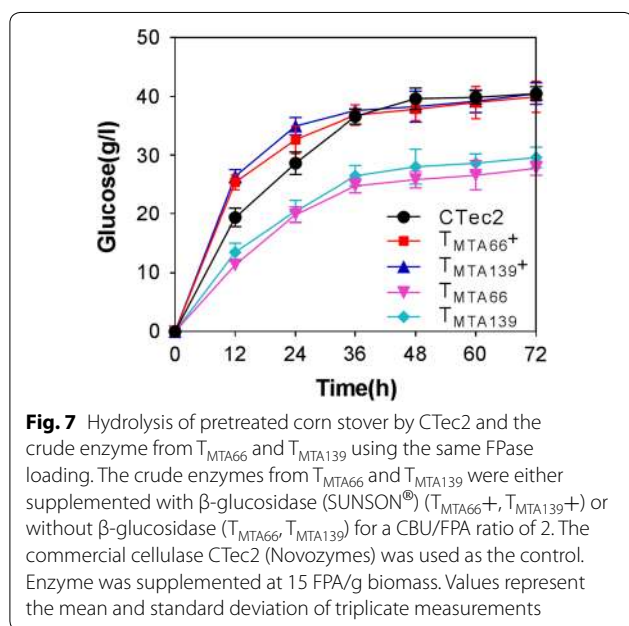 50
40
30
20
10
0
Glucose(g/l)
CTec2
TMTA66+
TMTA139+
TMTA66
TMTA139
0 12 24 36 48 60 72
Time(h)
Fig. 7 Hydrolysis of pretreated corn stover by CTec2 and the
crude enzyme from TMTA66 and TMTA139 using the same FPase
loading. The crude enzymes from TMTA66 and TMTA139 were either
supplemented with β-glucosidase (SUNSON®) (TMTA66+, TMTA139+) or
without β-glucosidase (TMTA66, TMTA139) for a CBU/FPA ratio of 2. The
commercial cellulase CTec2 (Novozymes) was used as the control.
Enzyme was supplemented at 15 FPA/g biomass. Values represent
the mean and standard deviation of triplicate measurements